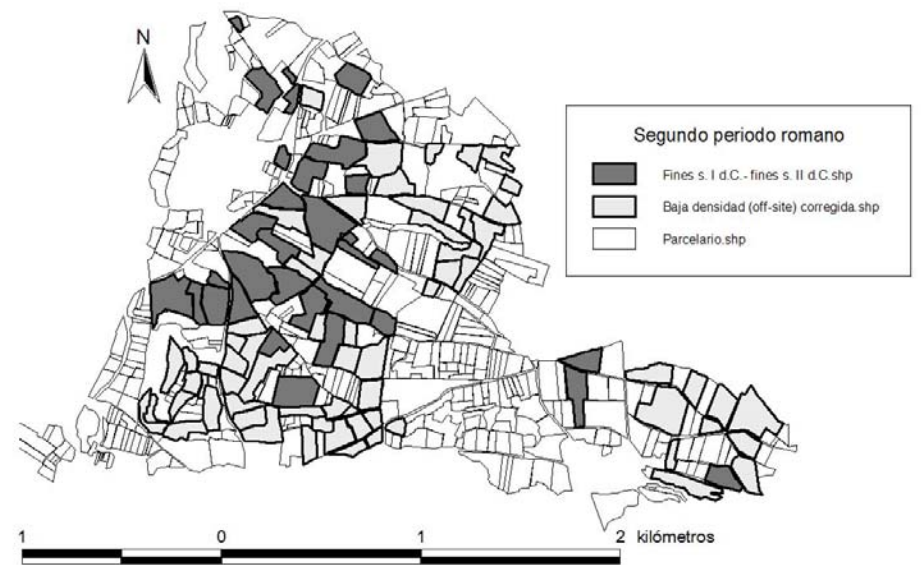 N
Segundo periodo romano
Fines s. I d.C.- fines s. II d.C.shp
Baja densidad (off-site) corregida.shp
Parcelario.shp
1 0 1 2 kilómetros